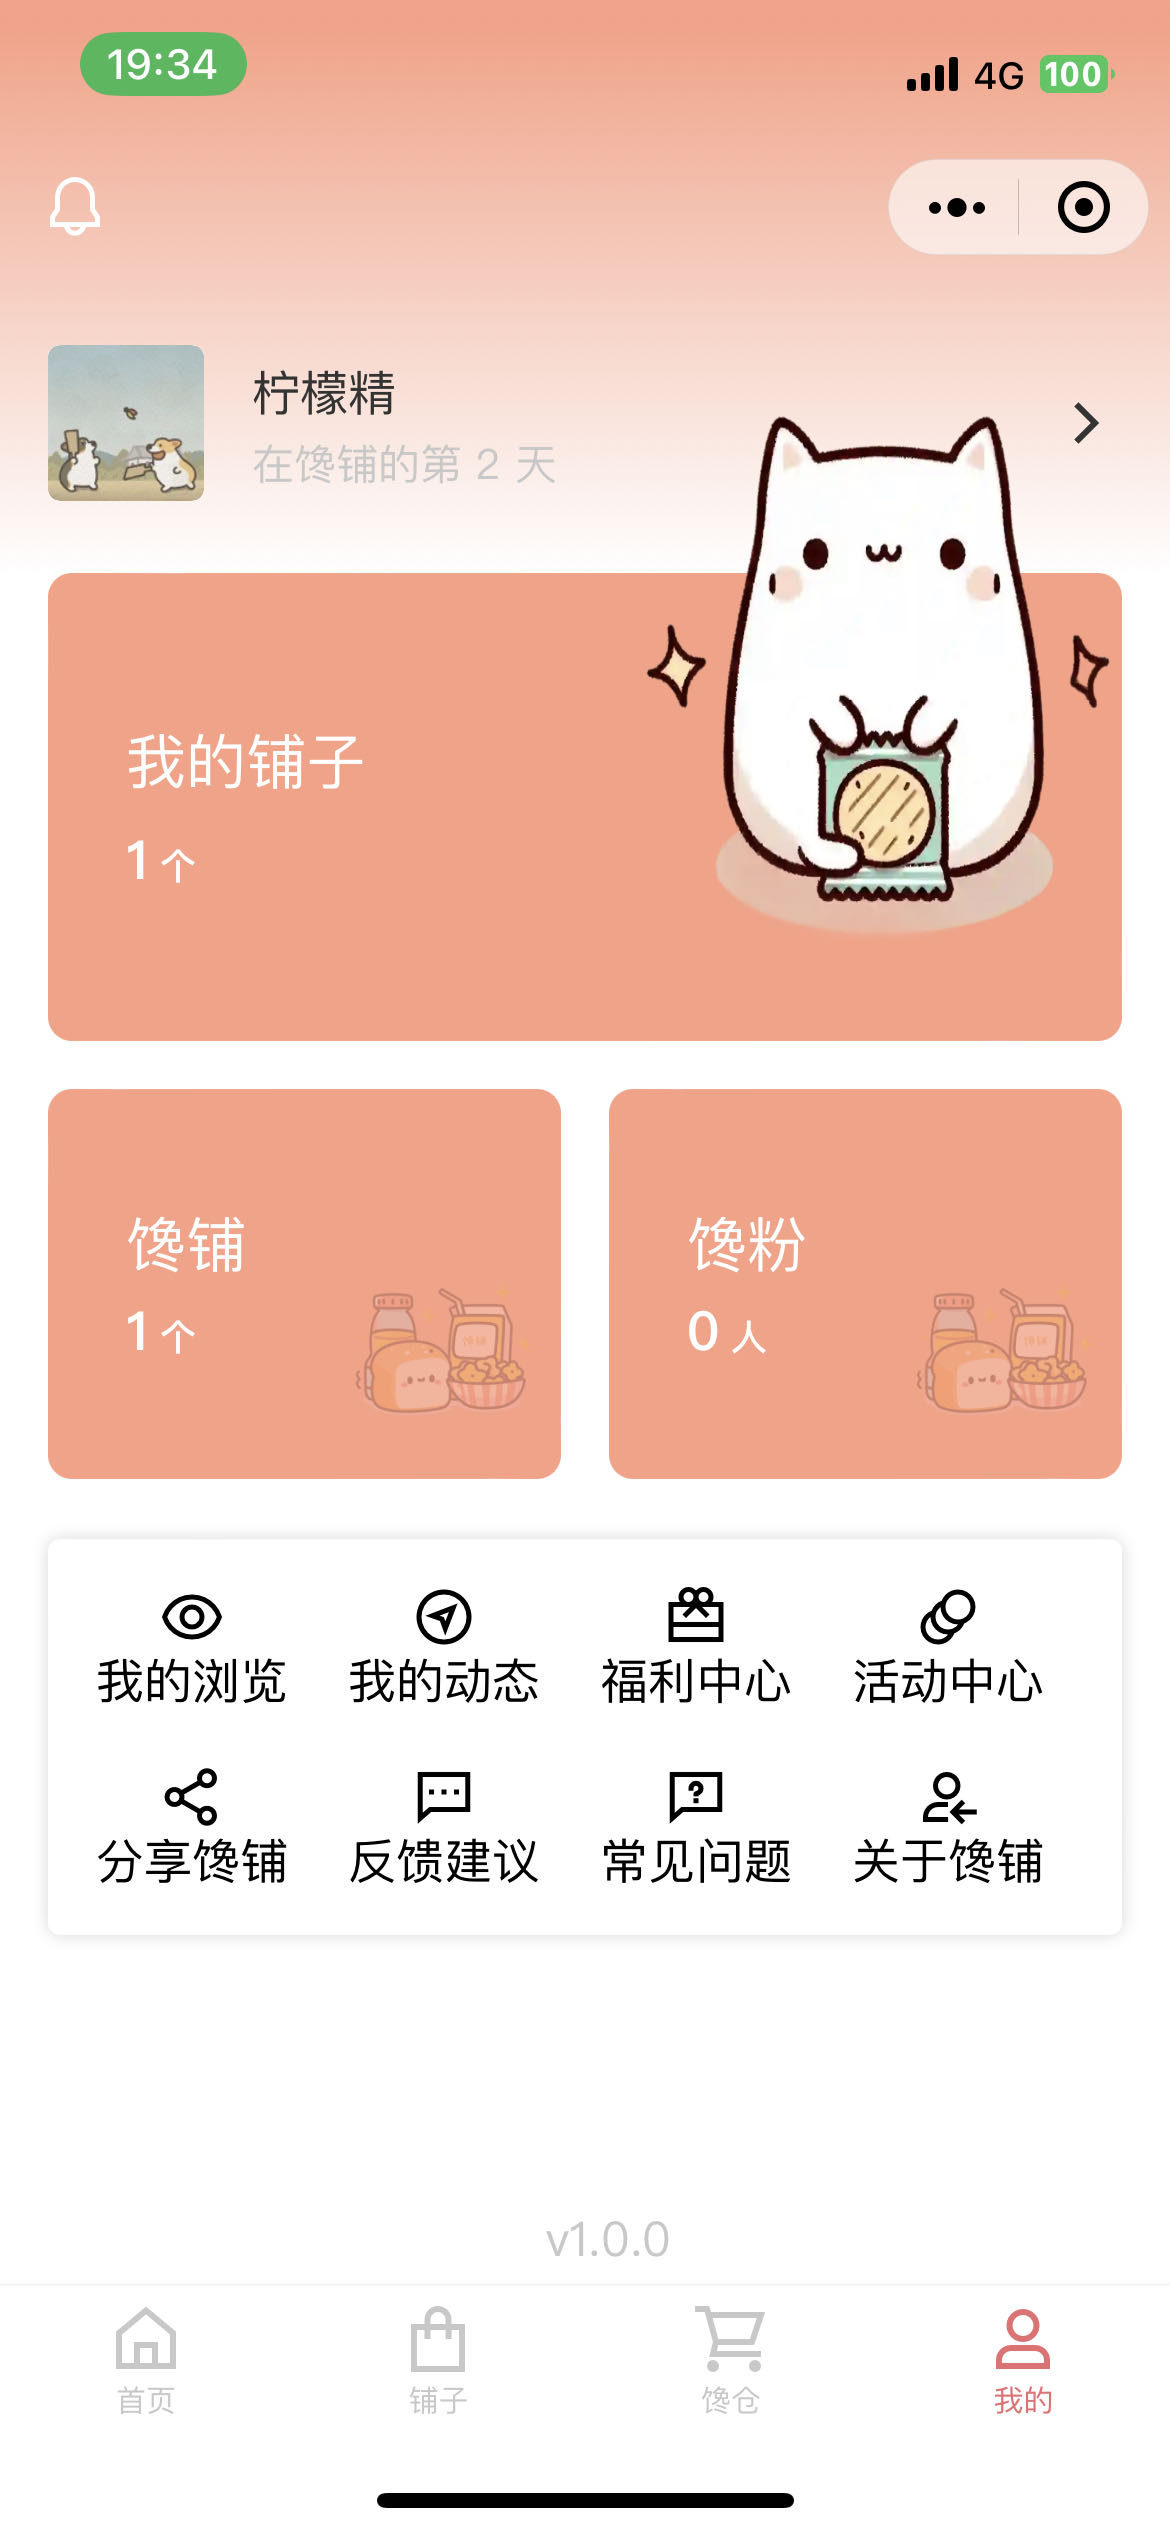 19:34
4G
100
柠檬精
在馋铺的第 2 天
我的铺子
1 个
馋铺
1 个
馋粉
0 人
我的浏览
我的动态
福利中心
活动中心
分享馋铺
反馈建议
常见问题
关于馋铺
v1.0.0
首页
铺子
馋仓
我的